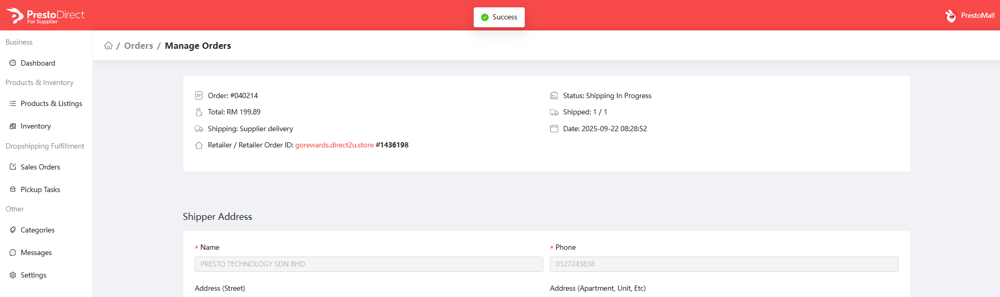 PrestoDirect
For Supplier
Success
PrestoMall
Business
Dashboard
Products & Inventory
Products & Listings
Inventory
Dropshipping Fulfillment
Sales Orders
Pickup Tasks
Other
Categories
Messages
Settings
/ Orders / Manage Orders
Order: #040214
Status: Shipping In Progress
Total: RM 199.89
Shipped: 1 / 1
Shipping: Supplier delivery
Date: 2025-09-22 08:28:52
Retailer / Retailer Order ID: gorewards.direct2u.store #1436198
Shipper Address
* Name
PRESTO TECHNOLOGY SDN BHD
* Phone
0327243838
Address (Street)
Address (Apartment, Unit, Etc)